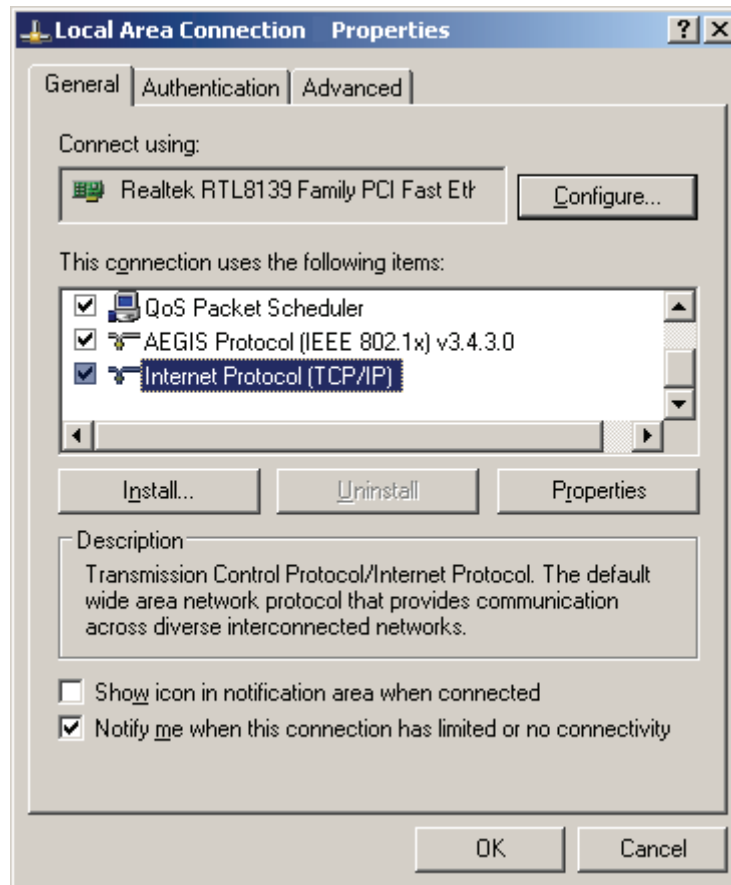 Local Area Connection Properties
General
Authentication
Advanced
Connect using:
Realtek RTL8139 Family PCI Fast Eth
Configure...
This connection uses the following items:
QoS Packet Scheduler
AEGIS Protocol (IEEE 802.1x) v3.4.3.0
Internet Protocol (TCP/IP)
Install...
Uninstall
Properties
Description
Transmission Control Protocol/Internet Protocol. The default
wide area network protocol that provides communication
across diverse interconnected networks.
Show icon in notification area when connected
Notify me when this connection has limited or no connectivity
OK
Cancel